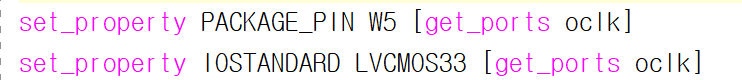 set_property PACKAGE_PIN W5 [get_ports oclk]
set_property IOSTANDARD LVCMOS33 [get_ports oclk]